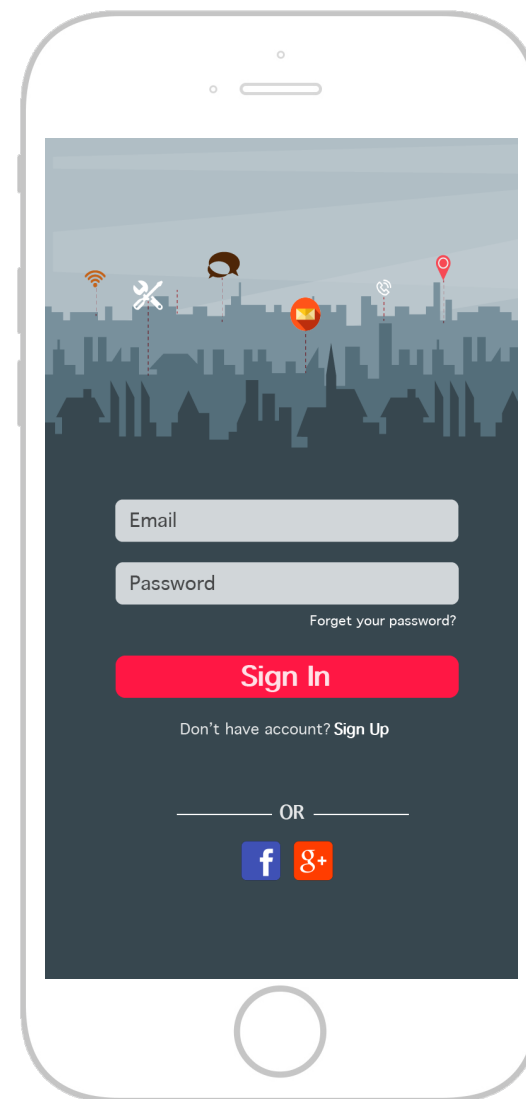 Email
Password
Forget your password?
Sign In
Don't have account? Sign Up
OR
f g+